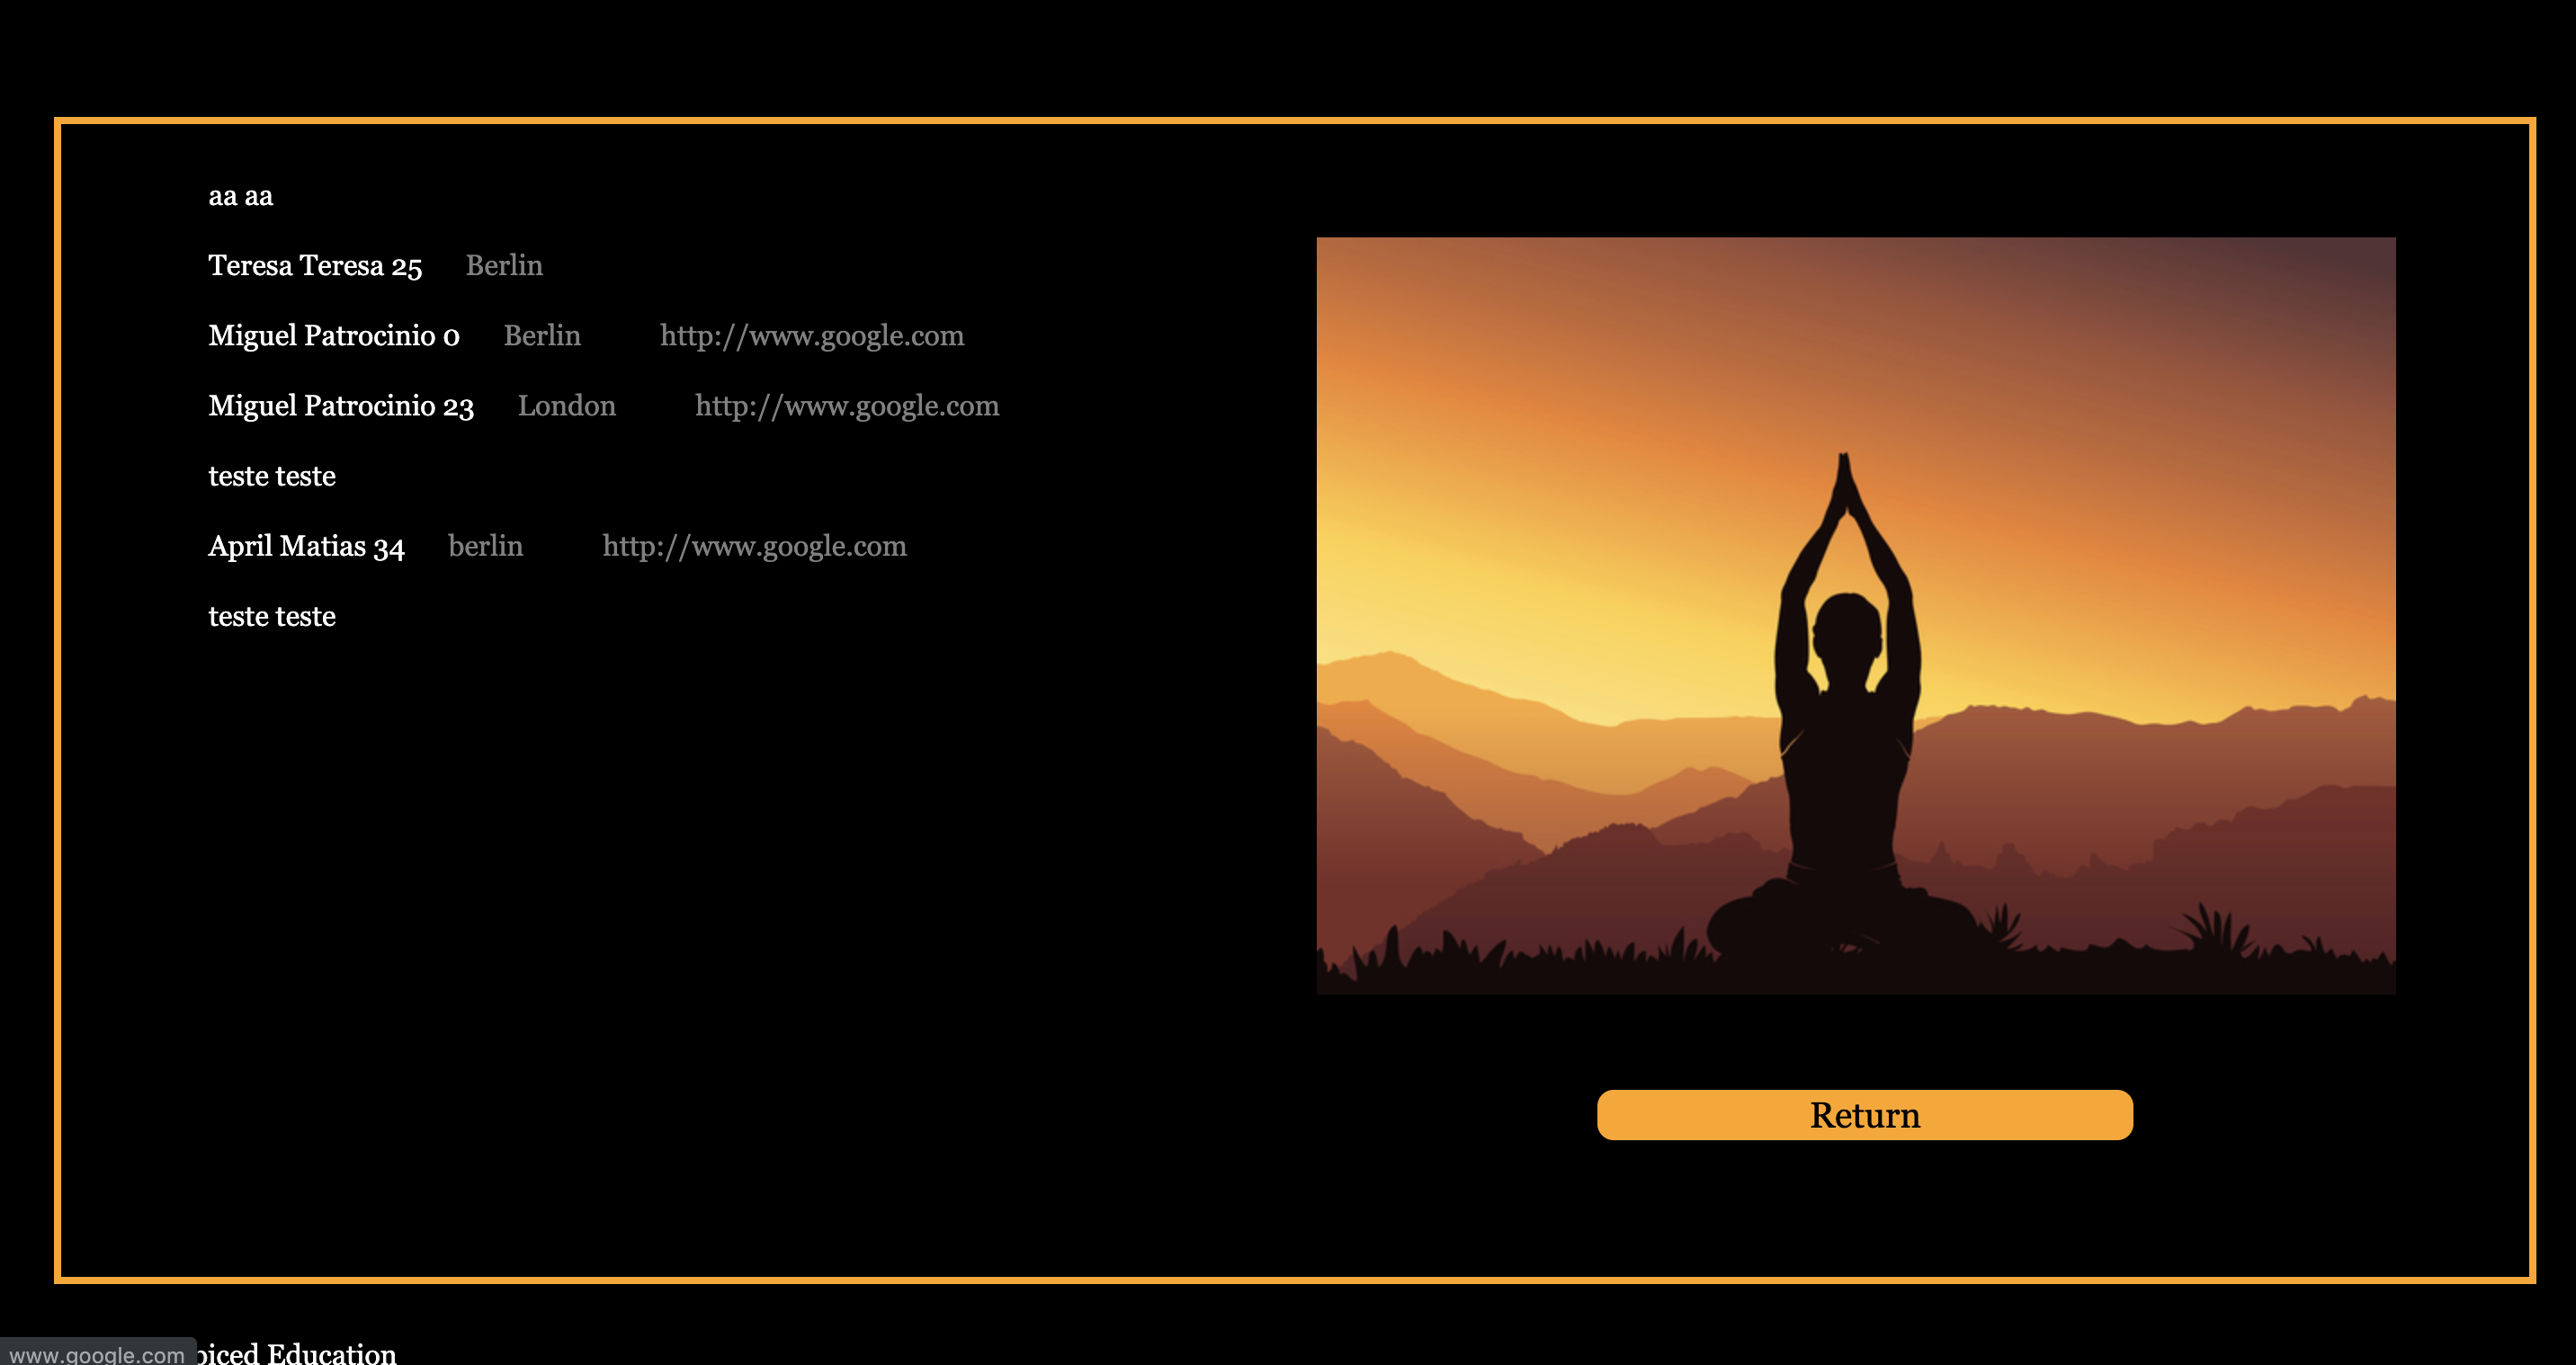 aa aa
Teresa Teresa 25 Berlin
Miguel Patrocinio 0 Berlin http://www.google.com
Miguel Patrocinio 23 London http://www.google.com
teste teste
April Matias 34 berlin http://www.google.com
teste teste
Return
www.google.com
Education